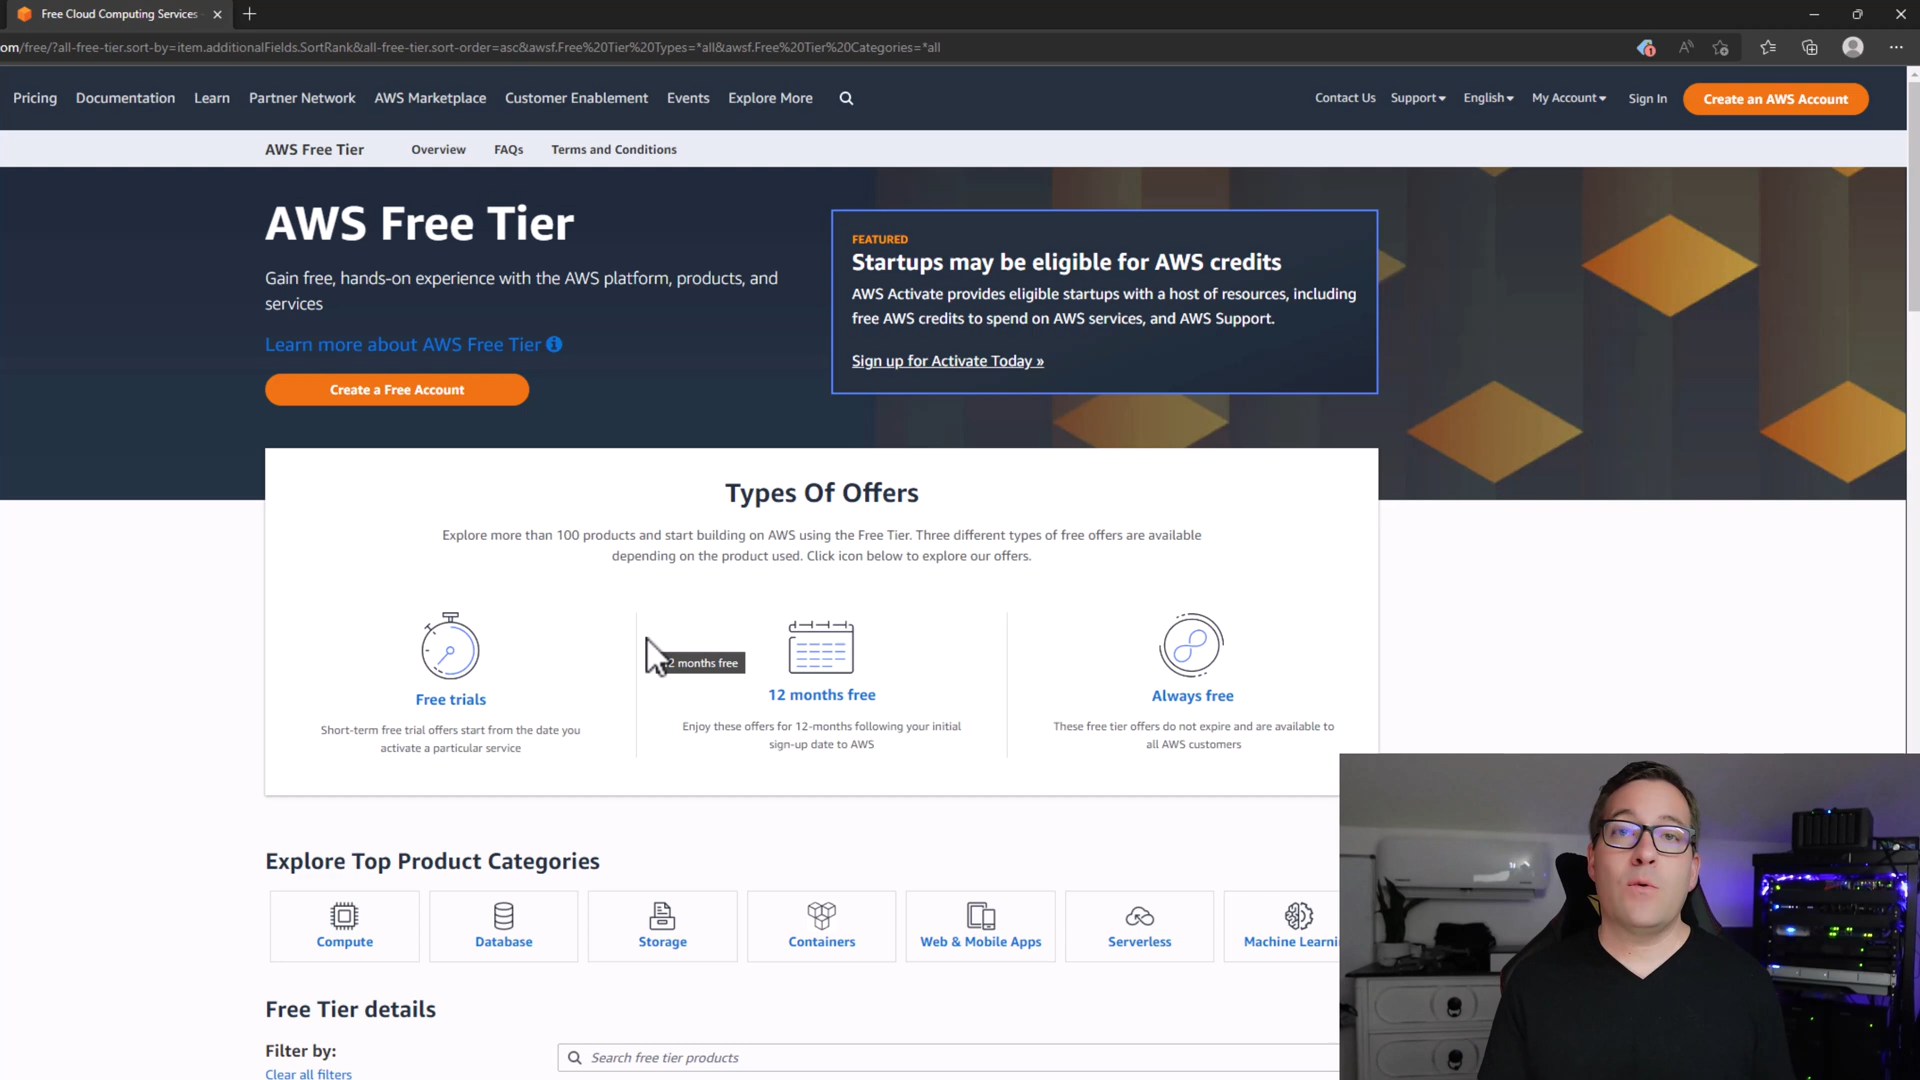 Free Cloud Computing Services
om/free/?all-free-tier.sort-by=item.additionalFields.SortRank&all-free-tier.sort-order=asc&awsf.Free%20Tier%20Types=*all&awsf.Free%20Tier%20Categories=*all
1
Pricing Documentation Learn Partner Network AWS Marketplace Customer Enablement Events Explore More Contact Us Support English My Account Sign In Create an AWS Account
AWS Free Tier Overview FAQs Terms and Conditions
AWS Free Tier
Gain free, hands-on experience with the AWS platform, products, and
services
Learn more about AWS Free Tier
Create a Free Account
FEATURED
Startups may be eligible for AWS credits
AWS Activate provides eligible startups with a host of resources, including
free AWS credits to spend on AWS services, and AWS Support.
Sign up for Activate Today »
Types Of Offers
Explore more than 100 products and start building on AWS using the Free Tier. Three different types of free offers are available
depending on the product used. Click icon below to explore our offers.
2 months free
Free trials
Short-term free trial offers start from the date you
activate a particular service
12 months free
Enjoy these offers for 12-months following your initial
sign-up date to AWS
Always free
These free tier offers do not expire and are available to
all AWS customers
Explore Top Product Categories
Compute Database Storage Containers Web & Mobile Apps Serverless Machine Learni
Free Tier details
Filter by:
Clear all filters
Search free tier products